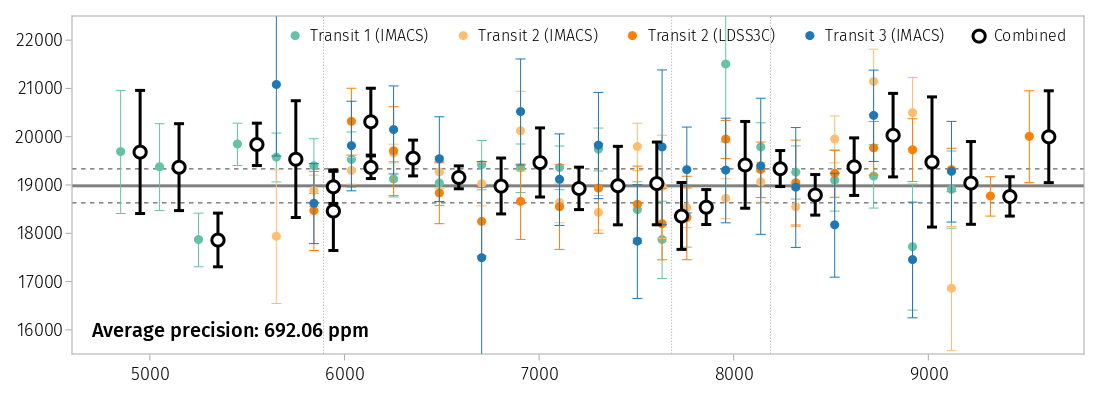 22000
21000
20000
19000
18000
17000
16000
Transit 1 (IMACS) Transit 2 (IMACS) Transit 2 (LDSS3C) Transit 3 (IMACS) Combined
Average precision: 692.06 ppm
5000 6000 7000 8000 9000